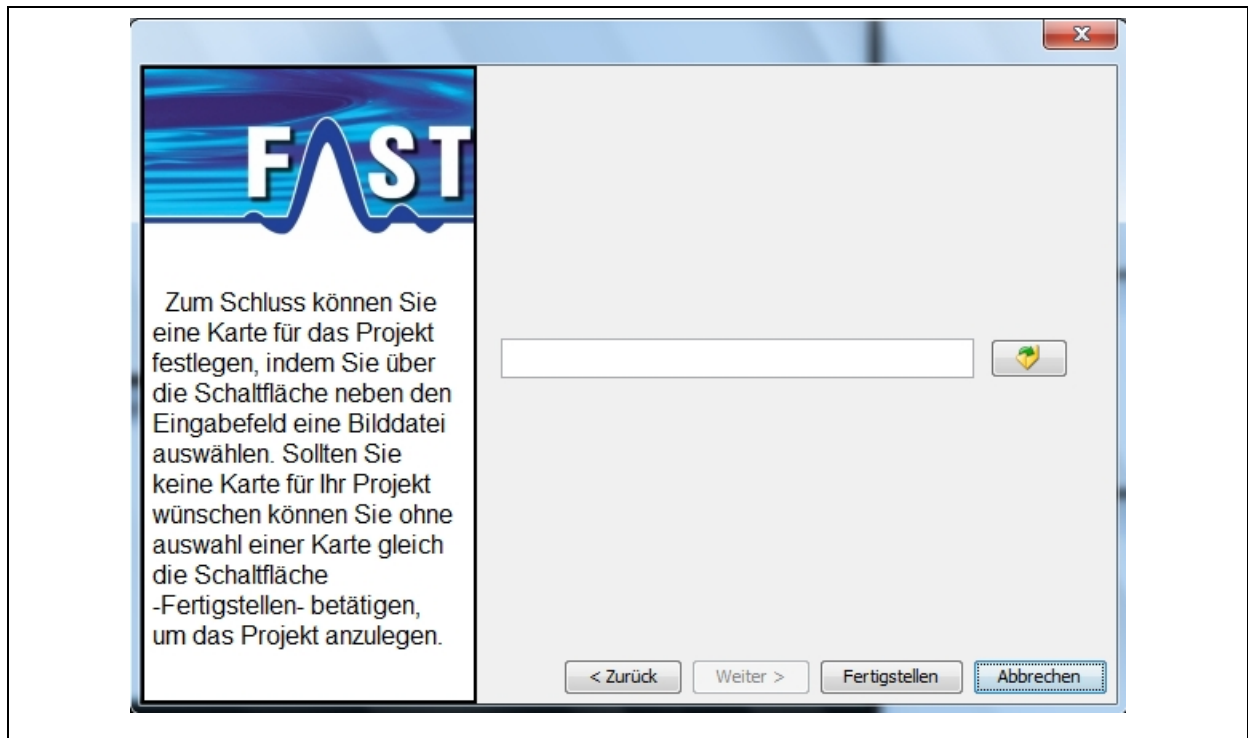 FAST
Zum Schluss können Sie
eine Karte für das Projekt
festlegen, indem Sie über
die Schaltfläche neben den
Eingabefeld eine Bilddatei
auswählen. Sollten Sie
keine Karte für Ihr Projekt
wünschen können Sie ohne
auswahl einer Karte gleich
die Schaltfläche
-Fertigstellen- betätigen,
um das Projekt anzulegen.
< Zurück Weiter > Fertigstellen Abbrechen